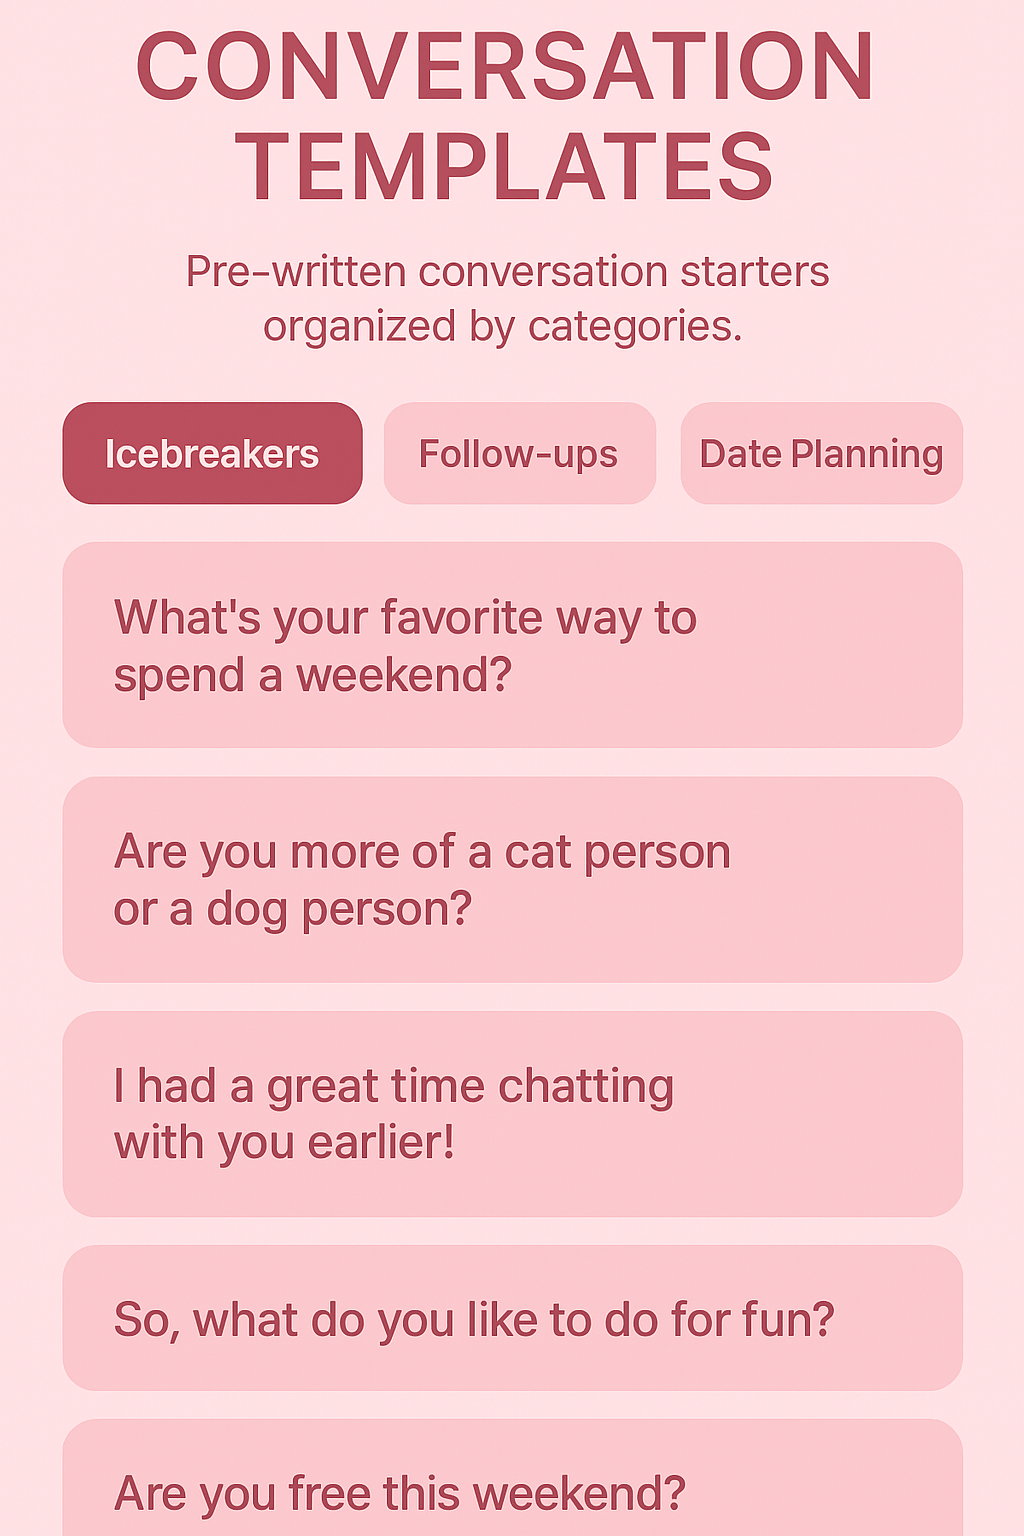 CONVERSATION
TEMPLATES
Pre-written conversation starters
organized by categories.
Icebreakers
Follow-ups
Date Planning
What's your favorite way to
spend a weekend?
Are you more of a cat person
or a dog person?
I had a great time chatting
with you earlier!
So, what do you like to do for fun?
Are you free this weekend?